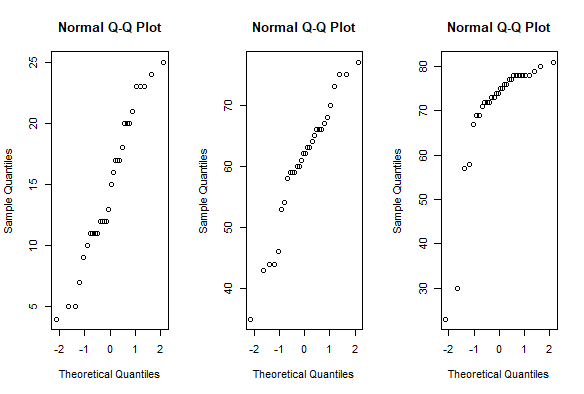 Normal Q-Q Plot
Sample Quantiles
25
20
15
10
5
-2 -1 0 1 2
Theoretical Quantiles
Normal Q-Q Plot
Sample Quantiles
70
60
50
40
-2 -1 0 1 2
Theoretical Quantiles
Normal Q-Q Plot
Sample Quantiles
80
70
60
50
40
30
-2 -1 0 1 2
Theoretical Quantiles